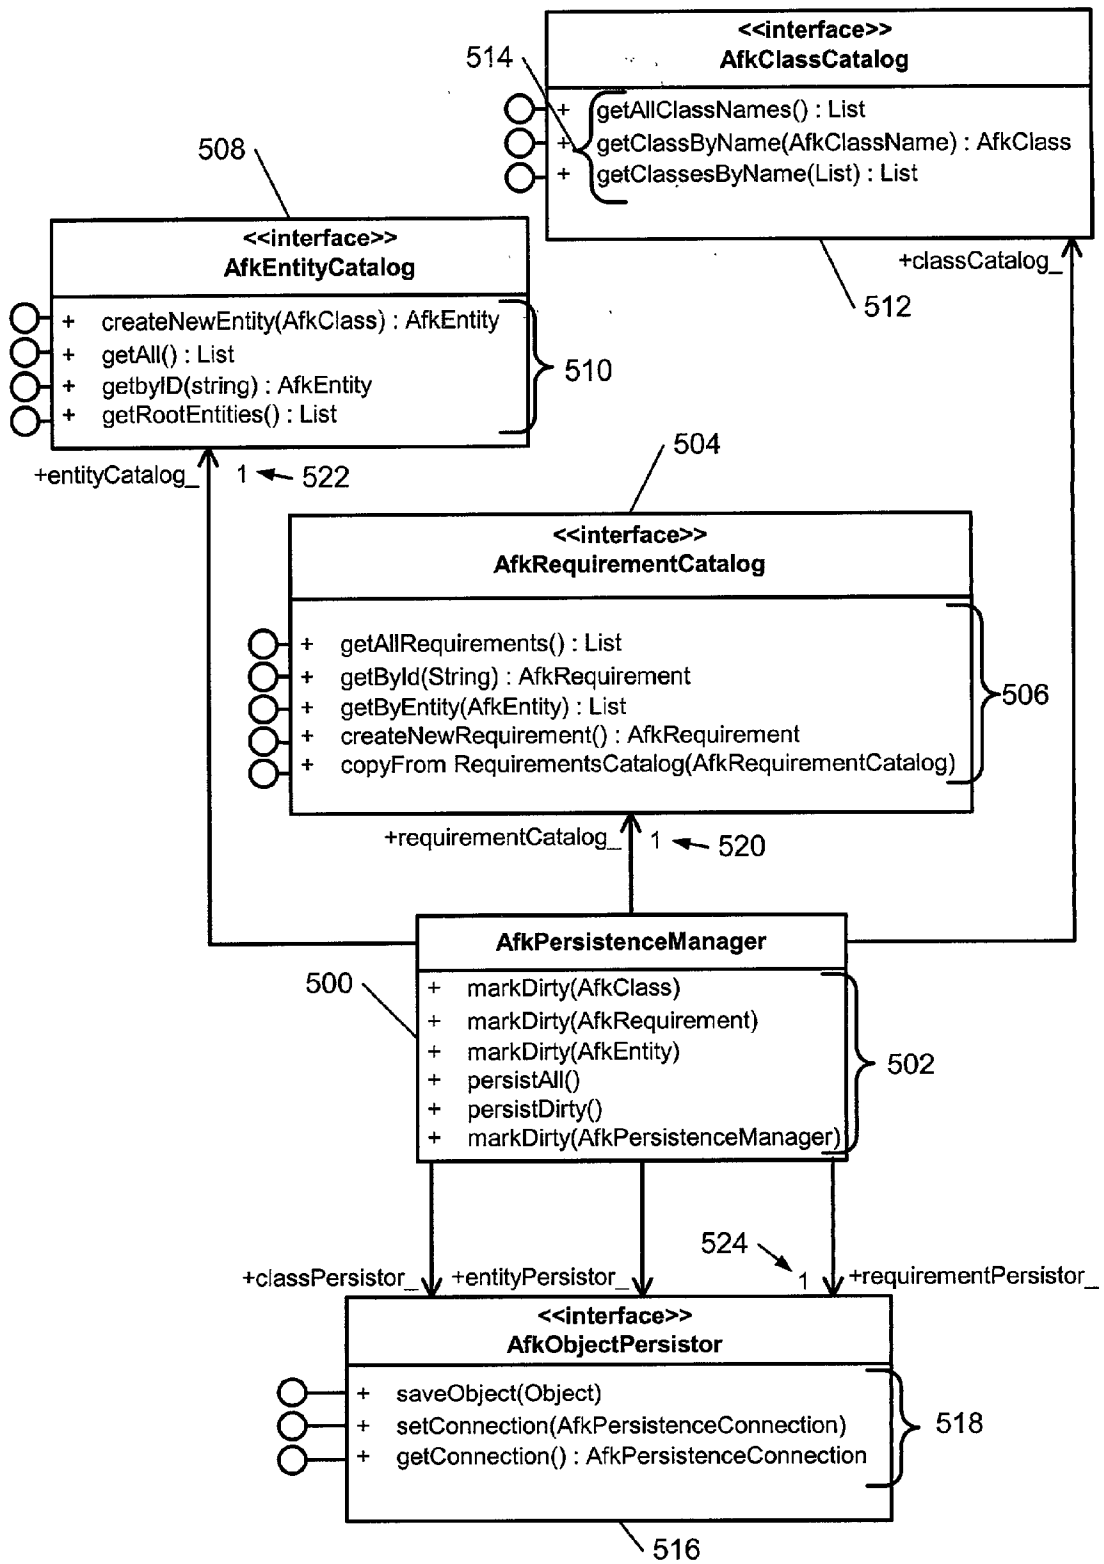 <<interface>>
AfkClassCatalog
514
+ getAllClassNames() : List
+ getClassByName(AfkClassName) : AfkClass
+ getClassesByName(List) : List
+classCatalog_
512
508
<<interface>>
AfkEntityCatalog
+ createNewEntity(AfkClass) : AfkEntity
+ getAll() : List
+ getbyID(string) : AfkEntity
+ getRootEntities() : List
510
+entityCatalog_ 1 522
504
<<interface>>
AfkRequirementCatalog
+ getAllRequirements() : List
+ getById(String) : AfkRequirement
+ getByEntity(AfkEntity) : List
+ createNewRequirement() : AfkRequirement
+ copyFrom RequirementsCatalog(AfkRequirementCatalog)
506
+requirementCatalog_ 1 520
AfkPersistenceManager
500
+ markDirty(AfkClass)
+ markDirty(AfkRequirement)
+ markDirty(AfkEntity)
+ persistAll()
+ persistDirty()
+ markDirty(AfkPersistenceManager)
502
524
+classPersistor_ +entityPersistor_ 1 +requirementPersistor_
<<interface>>
AfkObjectPersistor
+ saveObject(Object)
+ setConnection(AfkPersistenceConnection)
+ getConnection() : AfkPersistenceConnection
518
516